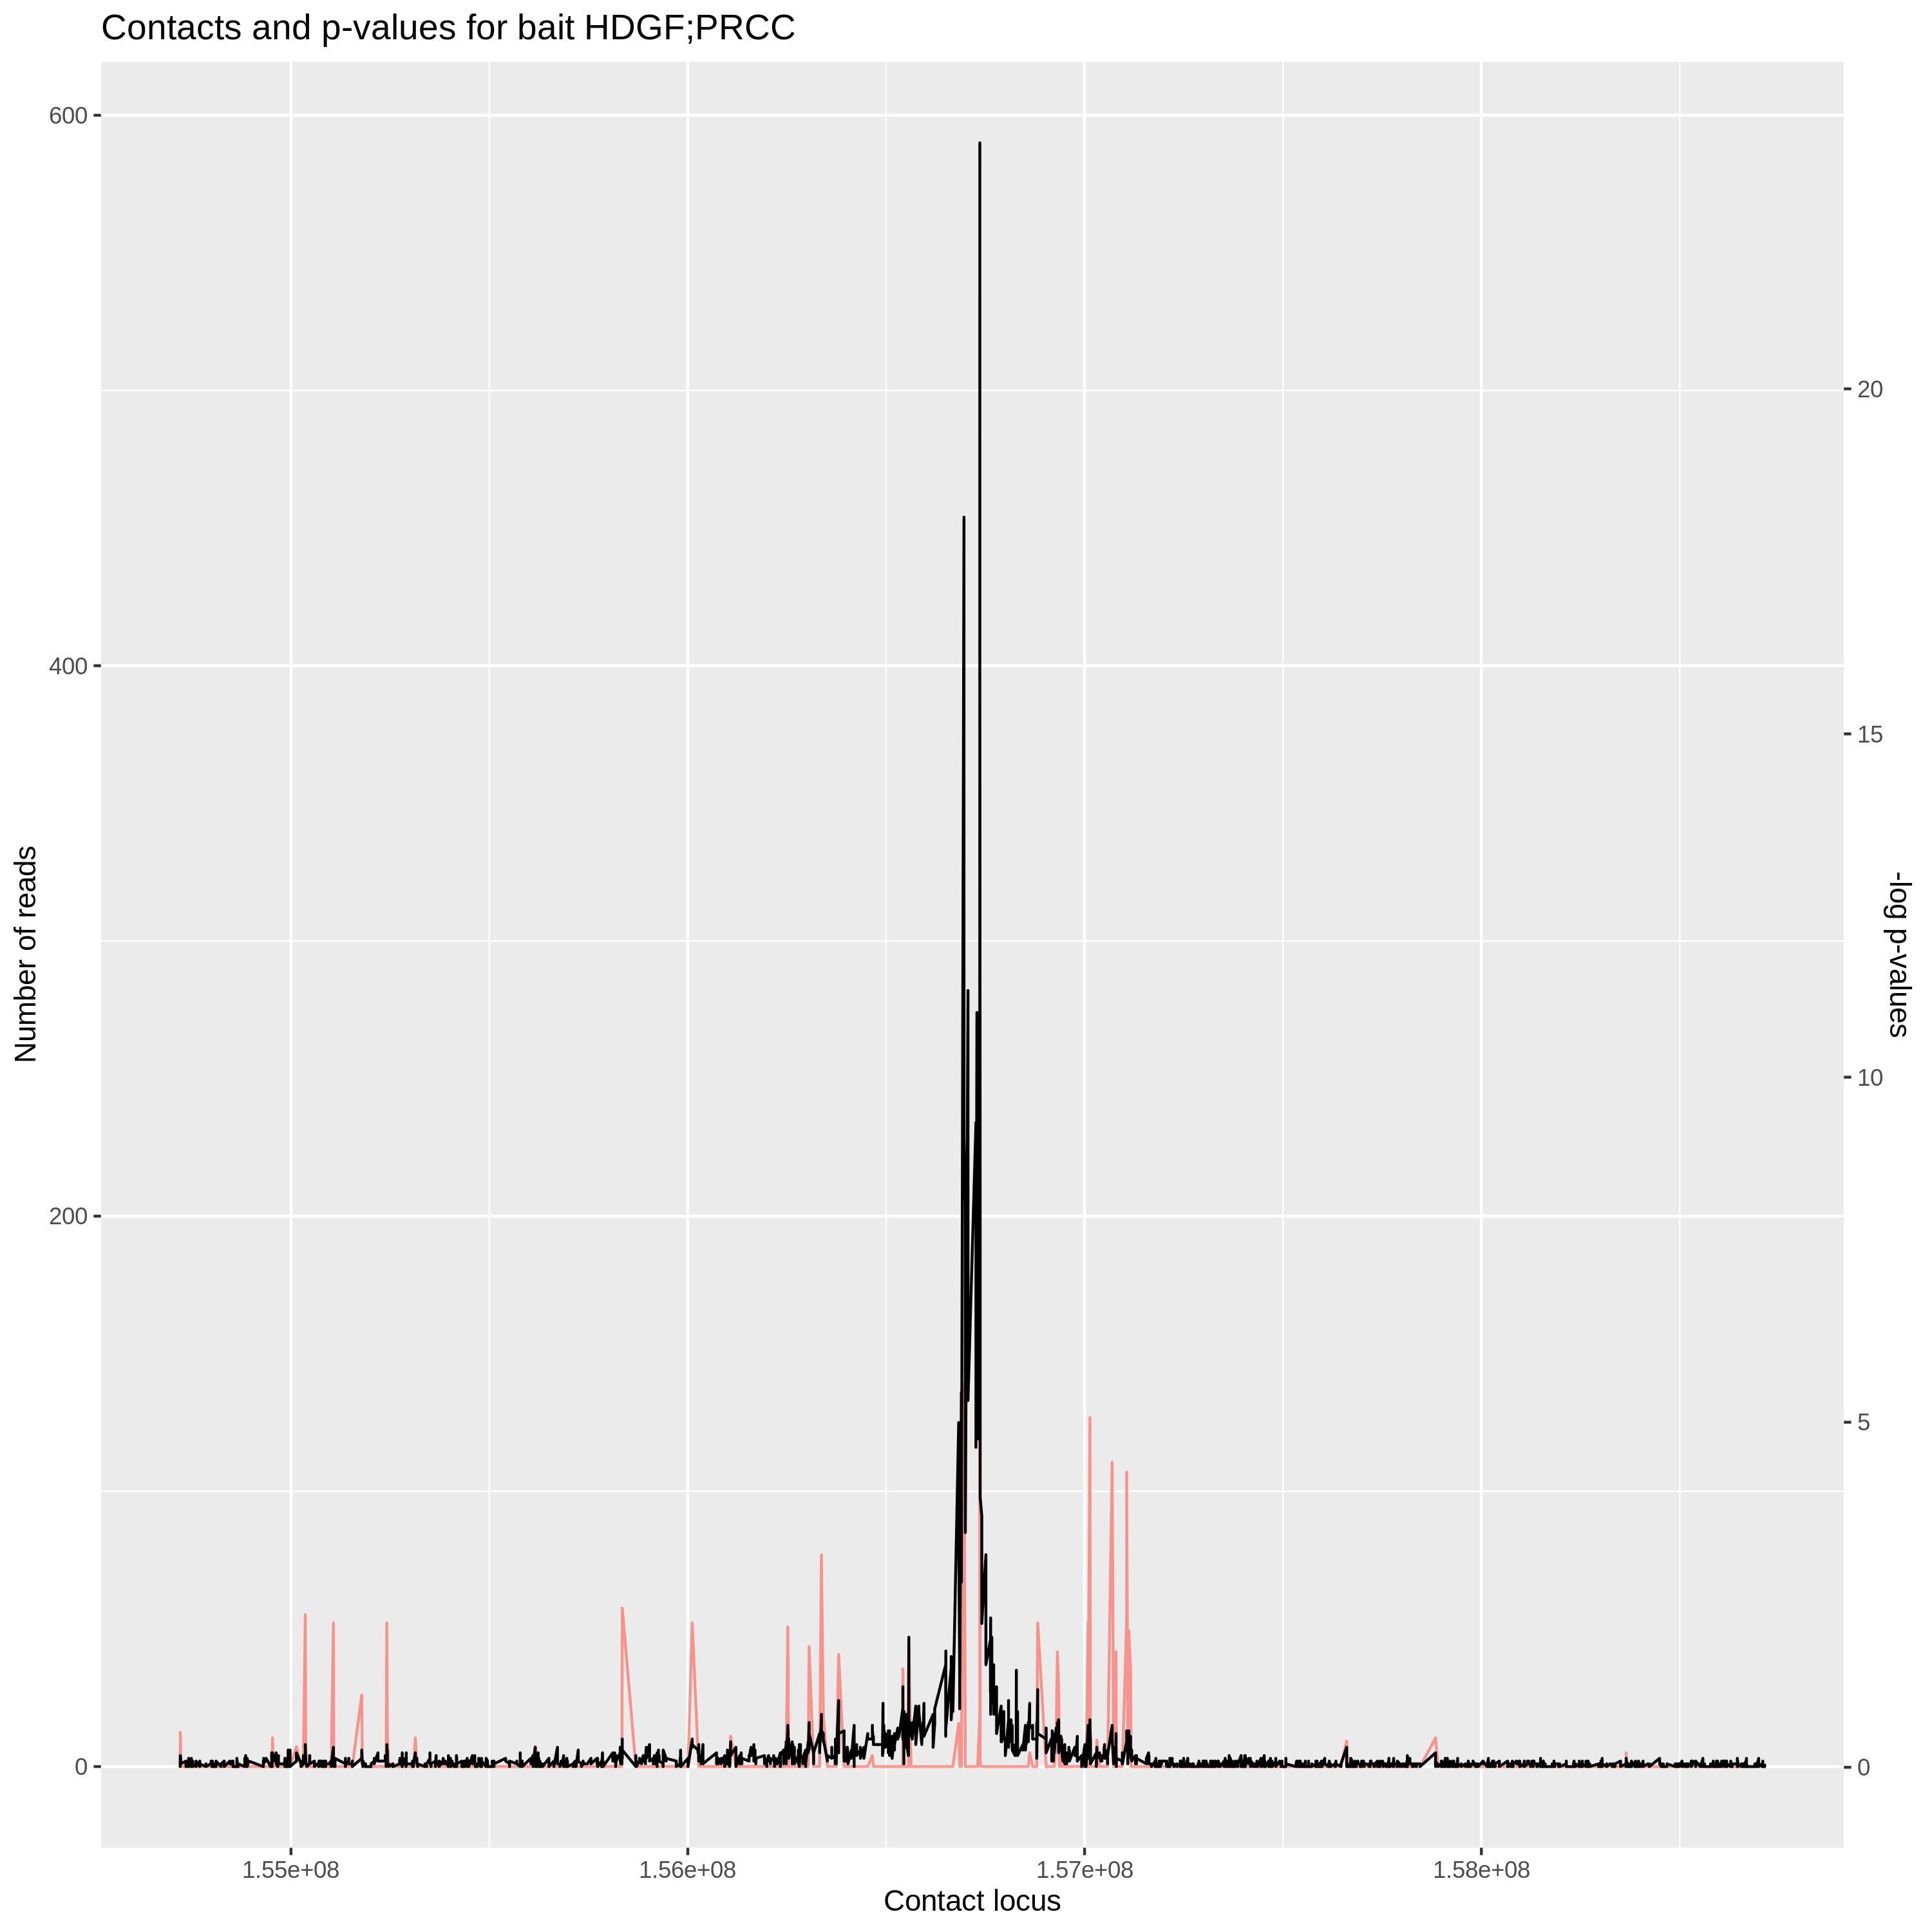 Contacts and p-values for bait HDGF;PRCC
600
400
200
0
Number of reads
20
15
10
5
0
-log p-values
1.55e+08
1.56e+08
1.57e+08
1.58e+08
Contact locus